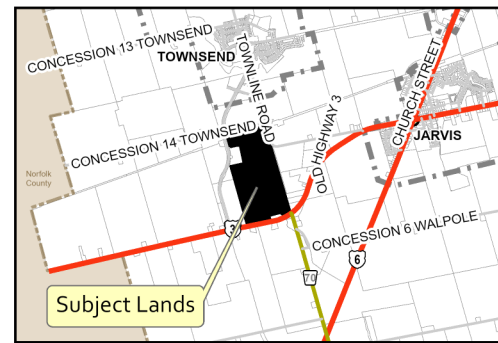 CONCESSION 13 TOWNSEND
TOWNSEND
TOWNLINE ROAD
CHURCH STREET
OLD HIGHWAY 3
CONCESSION 14 TOWNSEND
JARVIS
Norfolk
County
3
CONCESSION 6 WALPOLE
6
70
Subject Lands